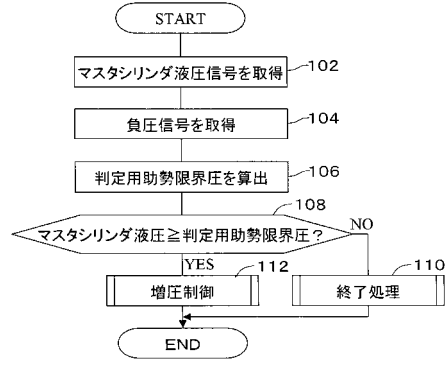 START
マスタシリンダ液圧信号を取得 102
負圧信号を取得 104
判定用助勢限界圧を算出 106
108
マスタシリンダ液圧≧判定用助勢限界圧？ NO
YES 112 110
増圧制御 終了処理
END